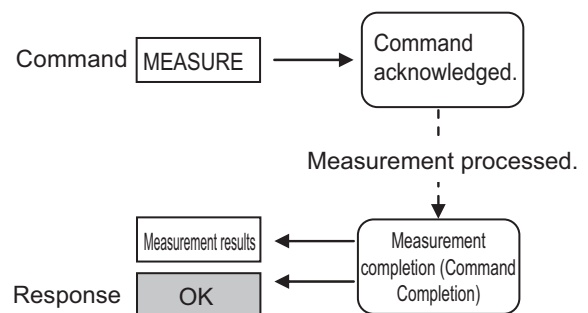 Command
MEASURE
Command
acknowledged.
Measurement processed.
Measurement results
Measurement
completion (Command
Completion)
Response
OK